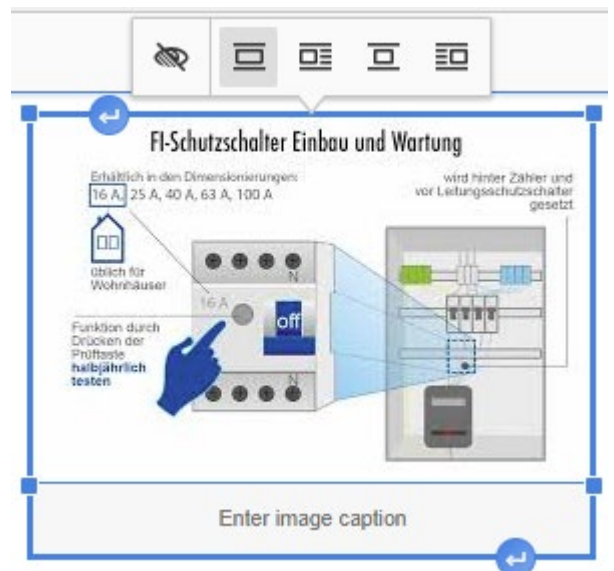 FI-Schutzschalter Einbau und Wartung
Erhältlich in den Dimensionierungen:
16 A, 25 A, 40 A, 63 A, 100 A
üblich für
Wohnhäuser
wird hinter Zähler und
vor Leitungsschutzschalter
gesetzt
N
16 A
off
Funktion durch
Drücken der
Prüftaste
halbjährlich
testen
N
Enter image caption